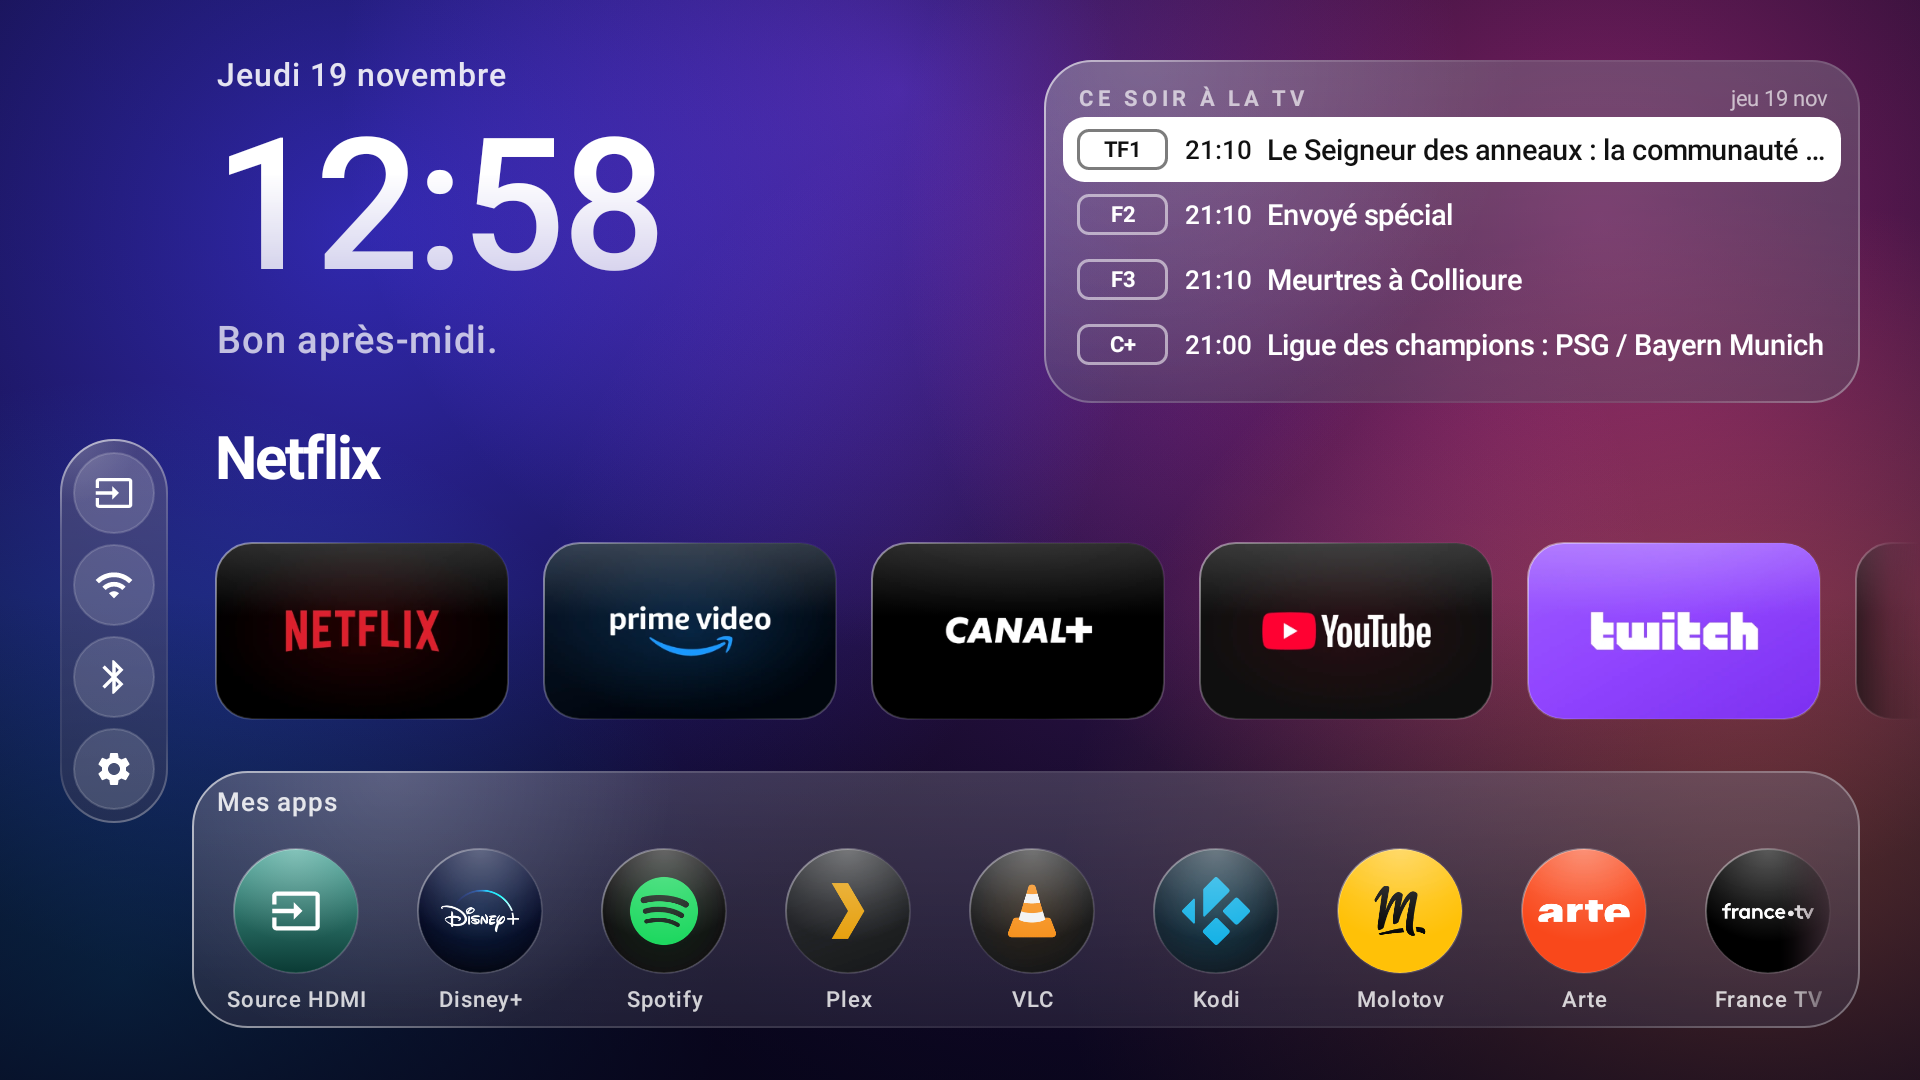 Jeudi 19 novembre
12:58
Bon après-midi.
CE SOIR À LA TV
jeu 19 nov
TF1 21:10 Le Seigneur des anneaux : la communauté ...
F2 21:10 Envoyé spécial
F3 21:10 Meurtres à Collioure
C+ 21:00 Ligue des champions : PSG / Bayern Munich
Netflix
NETFLIX
prime video
CANAL+
YouTube
twitch
Mes apps
Disney+
M.
arte
france•tv
Source HDMI
Disney+
Spotify
Plex
VLC
Kodi
Molotov
Arte
France TV